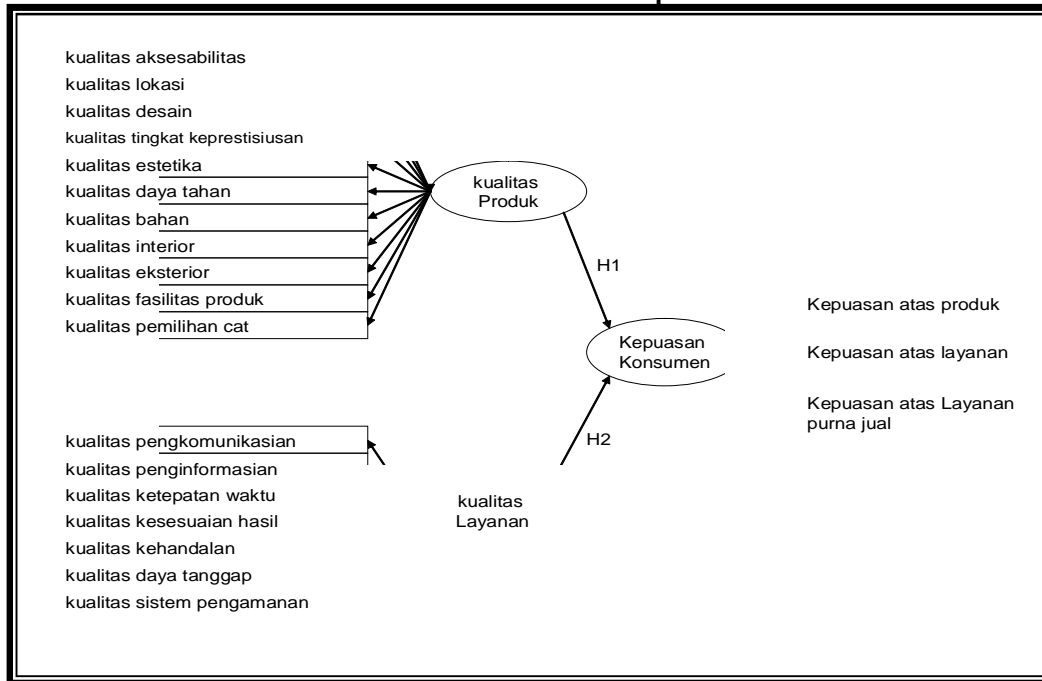 kualitas aksesabilitas
kualitas lokasi
kualitas desain
kualitas tingkat keprestisiusan
kualitas estetika
kualitas daya tahan
kualitas bahan
kualitas interior
kualitas eksterior
kualitas fasilitas produk
kualitas pemilihan cat
kualitas
Produk
H1
Kepuasan
Konsumen
Kepuasan atas produk
Kepuasan atas layanan
Kepuasan atas Layanan
purna jual
H2
kualitas pengkomunikasian
kualitas penginformasian
kualitas ketepatan waktu
kualitas kesesuaian hasil
kualitas kehandalan
kualitas daya tanggap
kualitas sistem pengamanan
kualitas
Layanan